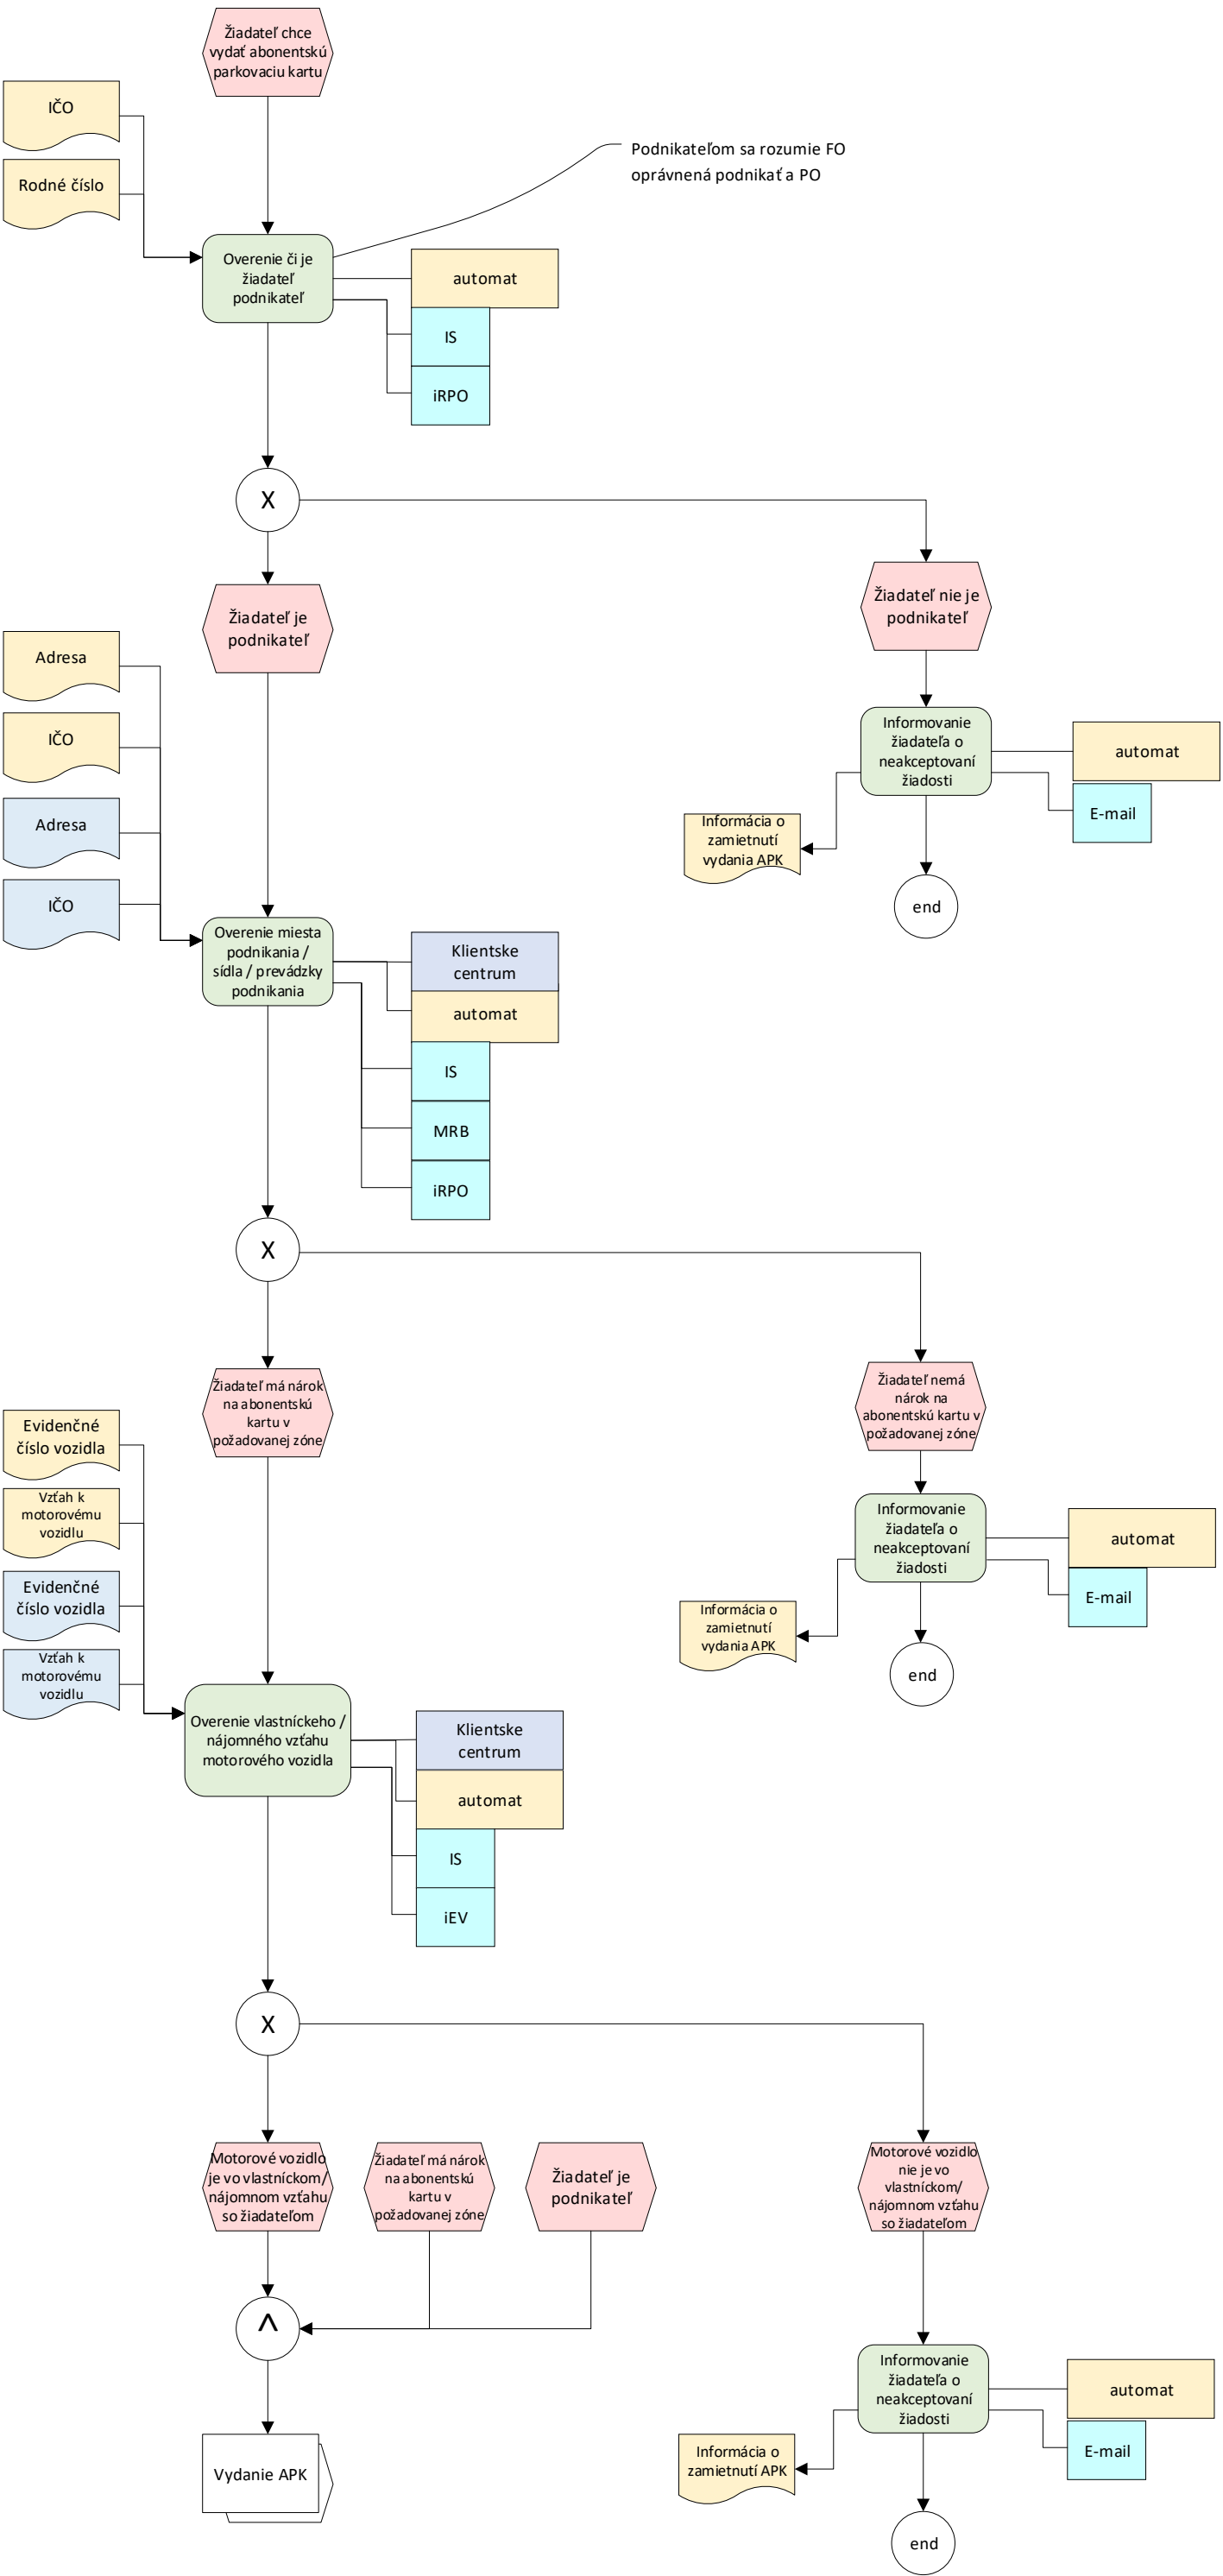 Žiadateľ chce
vydať abonentskú
parkovaciu kartu
IČO
Rodné číslo
Podnikateľom sa rozumie FO
oprávnená podnikať a PO
Overenie či je
žiadateľ
podnikateľ
automat
IS
iRPO
X
Žiadateľ je
podnikateľ
Žiadateľ nie je
podnikateľ
Adresa
IČO
Adresa
IČO
Informovanie
žiadateľa o
neakceptovaní
žiadosti
automat
E-mail
Informácia o
zamietnutí
vydania APK
end
Overenie miesta
podnikania /
sídla / prevádzky
podnikania
Klientske
centrum
automat
IS
MRB
iRPO
X
Žiadateľ má nárok
na abonentskú
kartu v
požadovanej zóne
Žiadateľ nemá
nárok na
abonentskú kartu v
požadovanej zóne
Evidenčné
číslo vozidla
Vzťah k
motorovému
vozidlu
Evidenčné
číslo vozidla
Vzťah k
motorovému
vozidlu
Informovanie
žiadateľa o
neakceptovaní
žiadosti
automat
E-mail
Informácia o
zamietnutí
vydania APK
end
Overenie vlastníckeho /
nájomného vzťahu
motorového vozidla
Klientske
centrum
automat
IS
iEV
X
Motorové vozidlo
je vo vlastníckom/
nájomnom vzťahu
so žiadateľom
Žiadateľ má nárok
na abonentskú
kartu v
požadovanej zóne
Žiadateľ je
podnikateľ
Motorové vozidlo
nie je vo
vlastníckom/
nájomnom vzťahu
so žiadateľom
^
Informovanie
žiadateľa o
neakceptovaní
žiadosti
automat
E-mail
Informácia o
zamietnutí APK
Vydanie APK
end